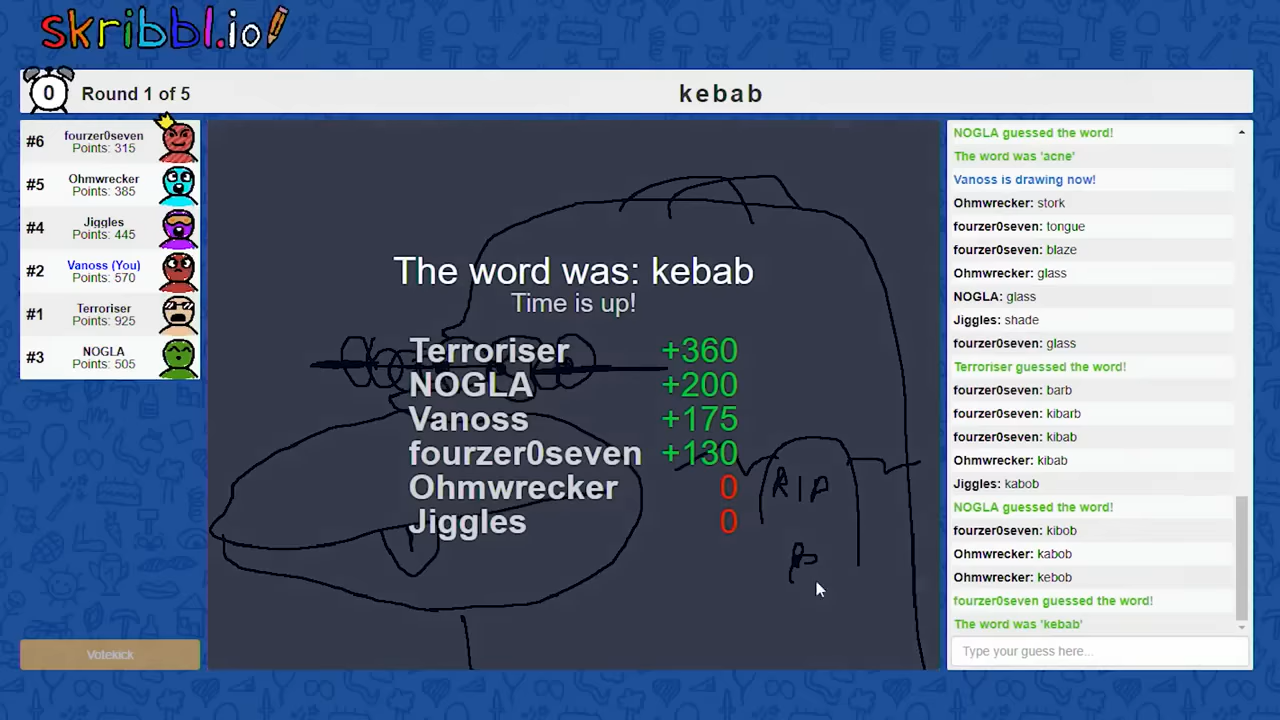 skribbl.io
0
Round 1 of 5
kebab
#6
fourzer0seven
Points: 315
#5
Ohmwrecker
Points: 385
#4
Jiggles
Points: 445
#2
Vanoss (You)
Points: 570
#1
Terroriser
Points: 925
#3
NOGLA
Points: 505
Votekick
The word was: kebab
Time is up!
Terroriser +360
NOGLA +200
Vanoss +175
fourzer0seven +130
Ohmwrecker 0
Jiggles 0
RIP
B
NOGLA guessed the word!
The word was 'acne'
Vanoss is drawing now!
Ohmwrecker: stork
fourzer0seven: tongue
fourzer0seven: blaze
Ohmwrecker: glass
NOGLA: glass
Jiggles: shade
fourzer0seven: glass
Terroriser guessed the word!
fourzer0seven: barb
fourzer0seven: kibarb
fourzer0seven: kibab
Ohmwrecker: kibab
Jiggles: kabob
NOGLA guessed the word!
fourzer0seven: kibob
Ohmwrecker: kabob
Ohmwrecker: kebob
fourzer0seven guessed the word!
The word was 'kebab'
Type your guess here...